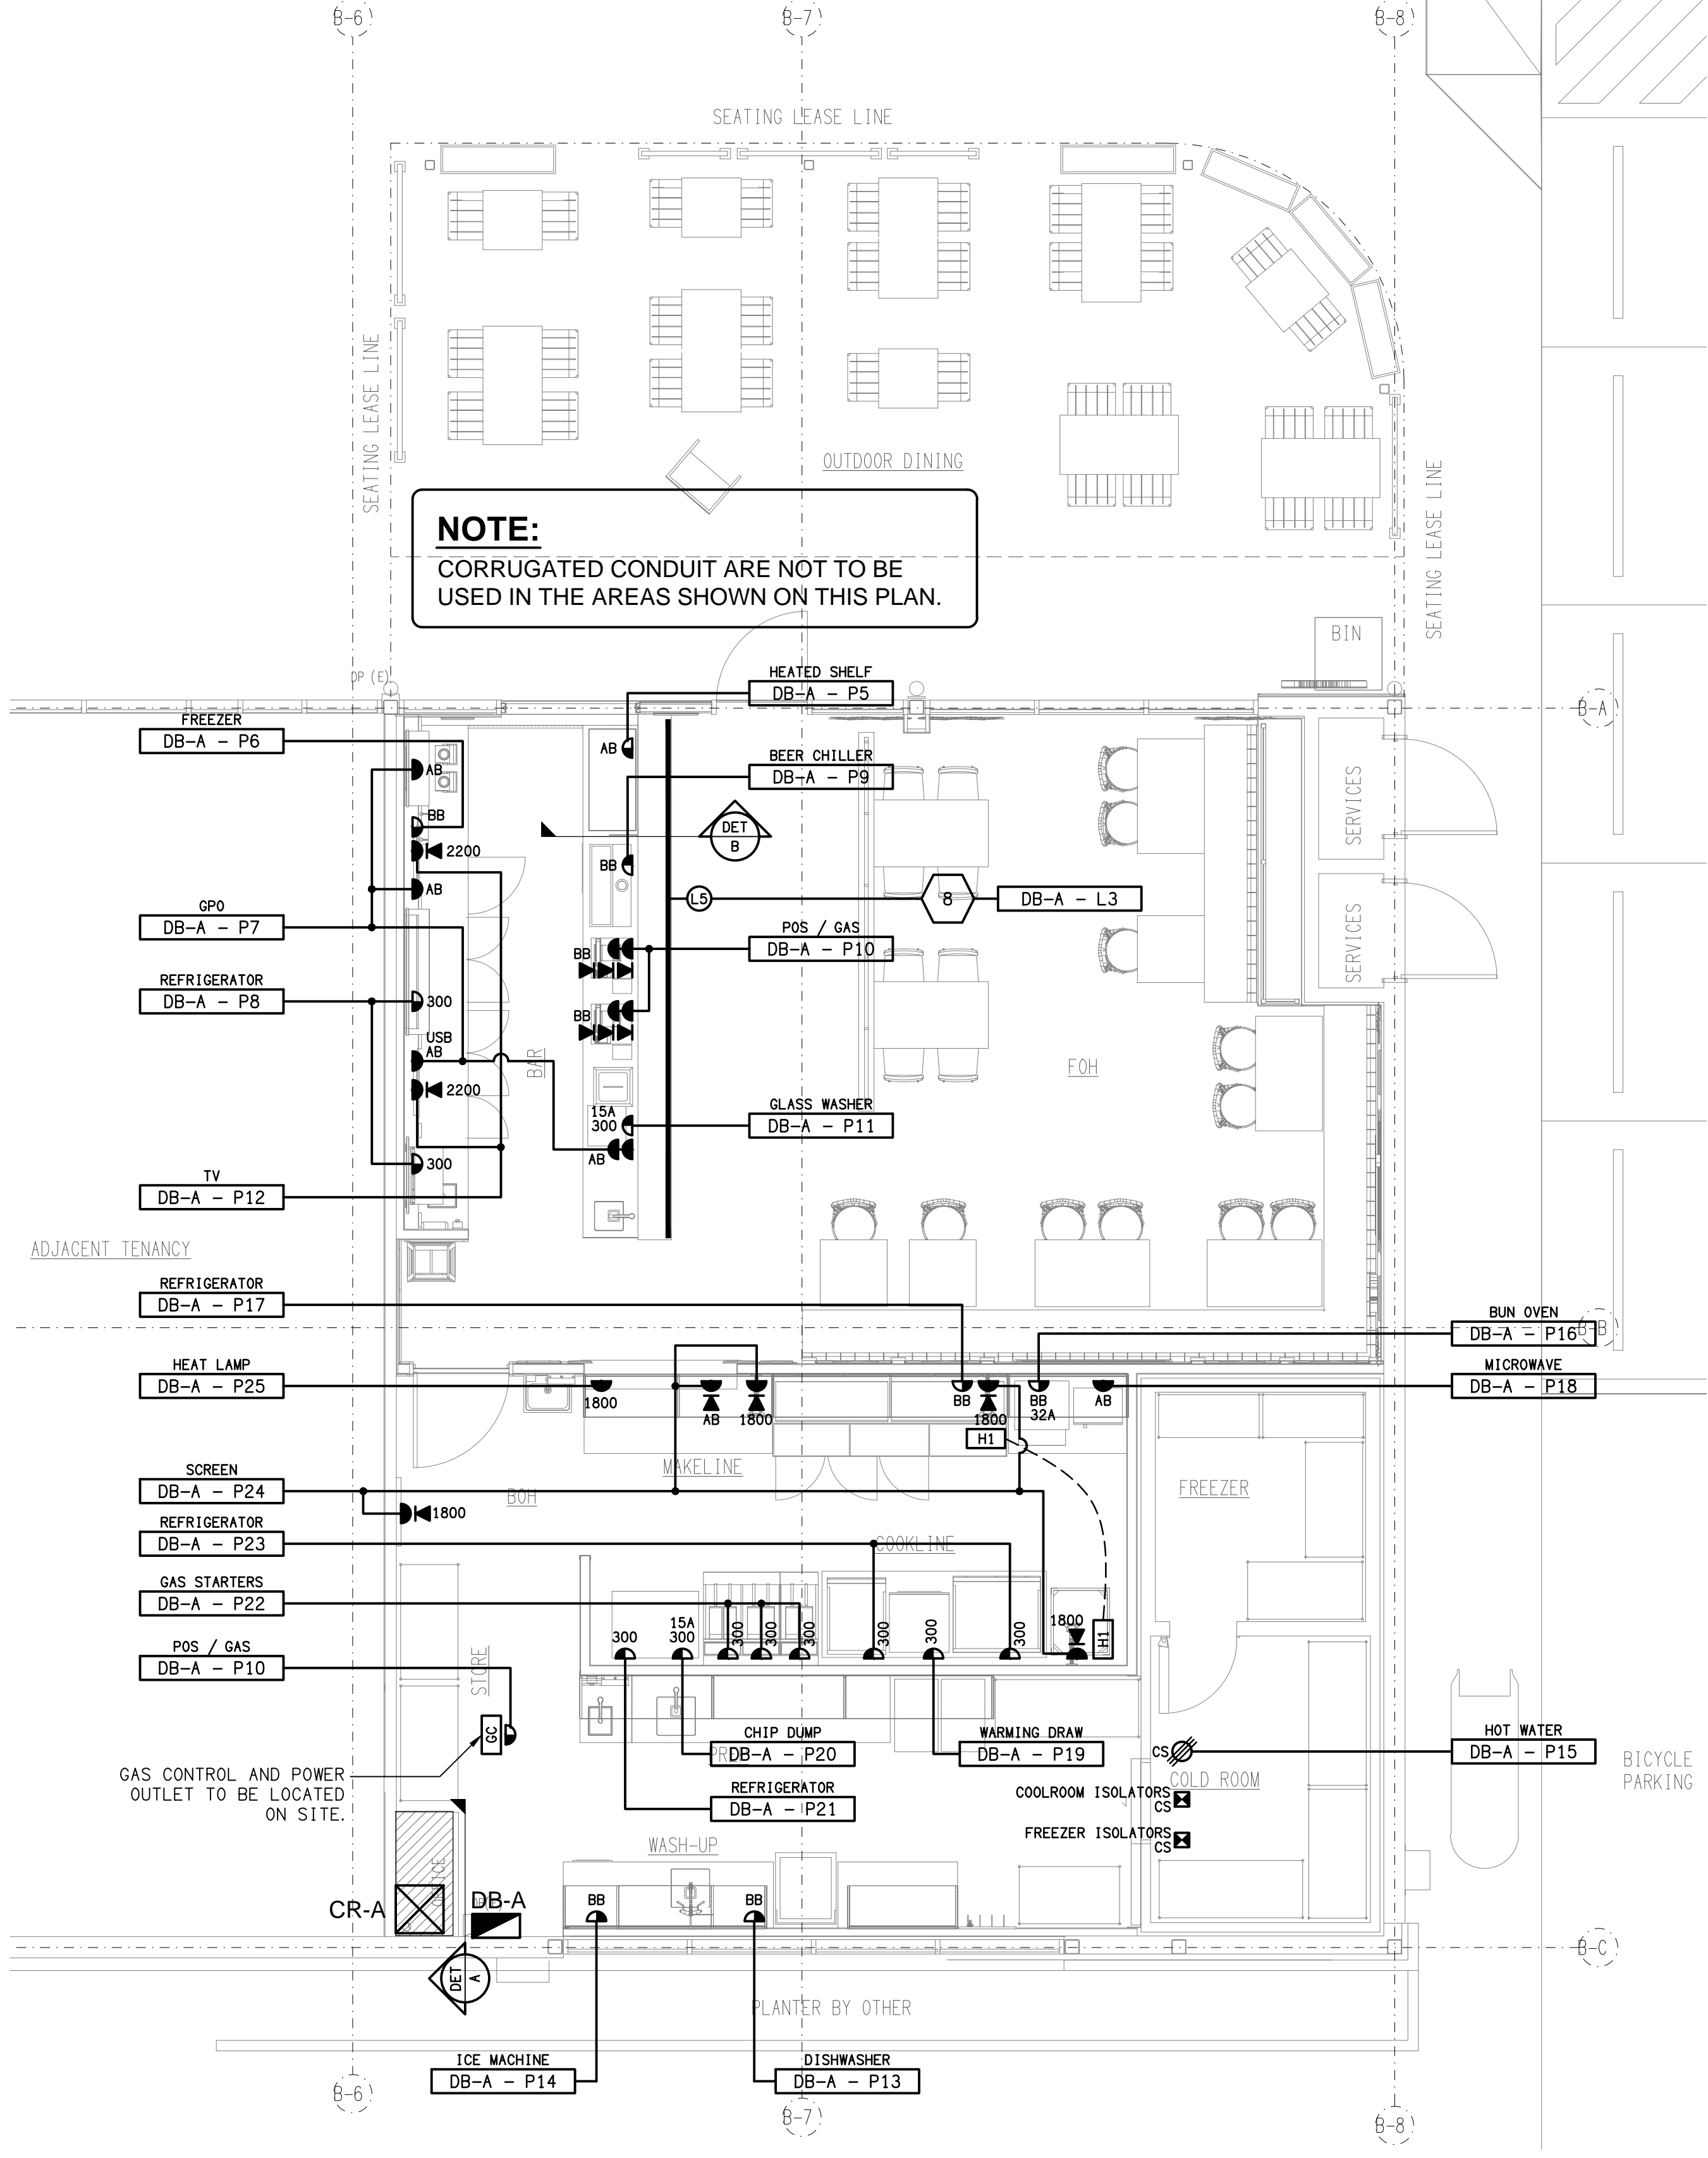 B-6
B-7
B-8
SEATING LEASE LINE
SEATING LEASE LINE
SEATING LEASE LINE
OUTDOOR DINING
NOTE:
CORRUGATED CONDUIT ARE NOT TO BE
USED IN THE AREAS SHOWN ON THIS PLAN.
BIN
DP (E)
HEATED SHELF
DB-A - P5
B-A
FREEZER
DB-A - P6
AB
AB
BEER CHILLER
DB-A - P9
SERVICES
BB
DET
B
2200
BB
AB
L5
8
DB-A - L3
GPO
DB-A - P7
POS / GAS
DB-A - P10
SERVICES
BB
REFRIGERATOR
DB-A - P8
300
BB
USB
AB
BAR
FOH
2200
GLASS WASHER
DB-A - P11
15A
300
AB
300
TV
DB-A - P12
ADJACENT TENANCY
REFRIGERATOR
DB-A - P17
BUN OVEN
DB-A - P16
B-B
HEAT LAMP
DB-A - P25
MICROWAVE
DB-A - P18
1800
AB
1800
BB
1800
BB
32A
AB
H1
MAKELINE
SCREEN
DB-A - P24
BOH
FREEZER
1800
REFRIGERATOR
DB-A - P23
COOKLINE
GAS STARTERS
DB-A - P22
300
15A
300
300
300
300
300
300
300
1800
H1
POS / GAS
DB-A - P10
STORE
GC
CHIP DUMP
DB-A - P20
WARMING DRAW
DB-A - P19
HOT WATER
DB-A - P15
CS
COLD ROOM
BICYCLE
PARKING
GAS CONTROL AND POWER
OUTLET TO BE LOCATED
ON SITE.
REFRIGERATOR
DB-A - P21
COOLROOM ISOLATORS
CS
FREEZER ISOLATORS
CS
WASH-UP
OFFICE
CR-A
DB-A
BB
BB
B-C
DET
A
PLANTER BY OTHER
ICE MACHINE
DB-A - P14
DISHWASHER
DB-A - P13
B-6
B-7
B-8